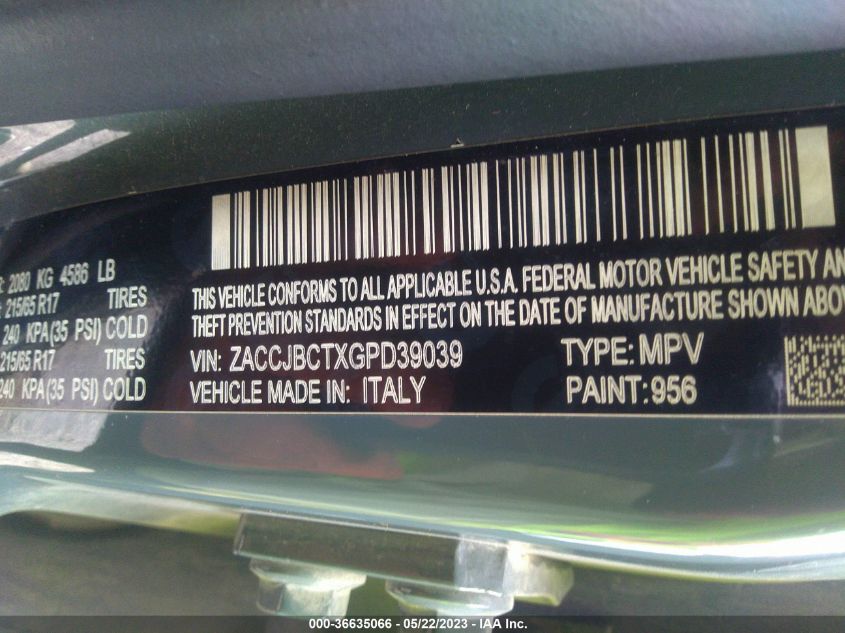 2080 KG 4586 LB
215/65 R17 TIRES
240 KPA(35 PSI) COLD
215/65 R17 TIRES
240 KPA(35 PSI) COLD
THIS VEHICLE CONFORMS TO ALL APPLICABLE U.S.A. FEDERAL MOTOR VEHICLE SAFETY AN
THEFT PREVENTION STANDARTS IN EFFECT ON THE DATE OF MANUFACTURE SHOWN ABOV
VIN: ZACCJBCTXGPD39039 TYPE: MPV
VEHICLE MADE IN: ITALY PAINT: 956
000-36635066 - 05/22/2023 - IAA Inc.